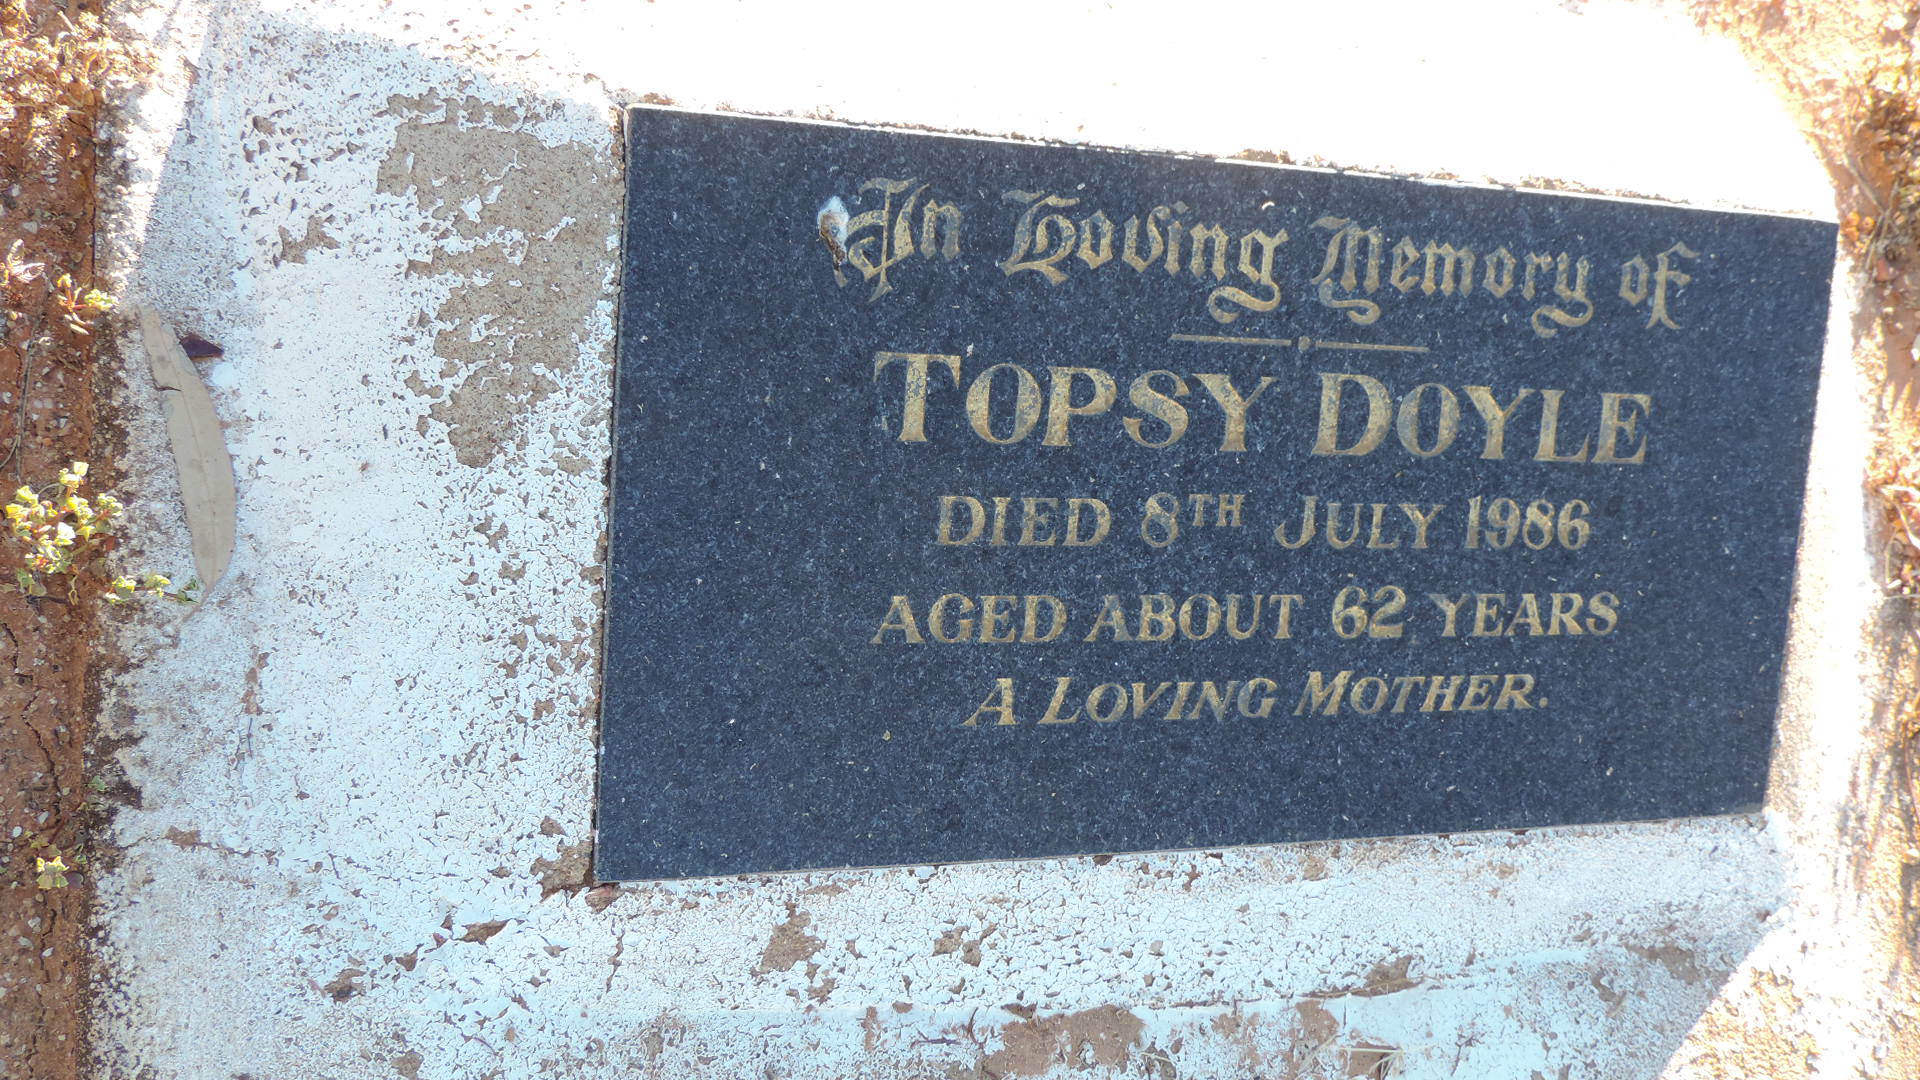 In Loving Memory of
TOPSY DOYLE
DIED 8TH JULY 1986
AGED ABOUT 62 YEARS
A LOVING MOTHER.